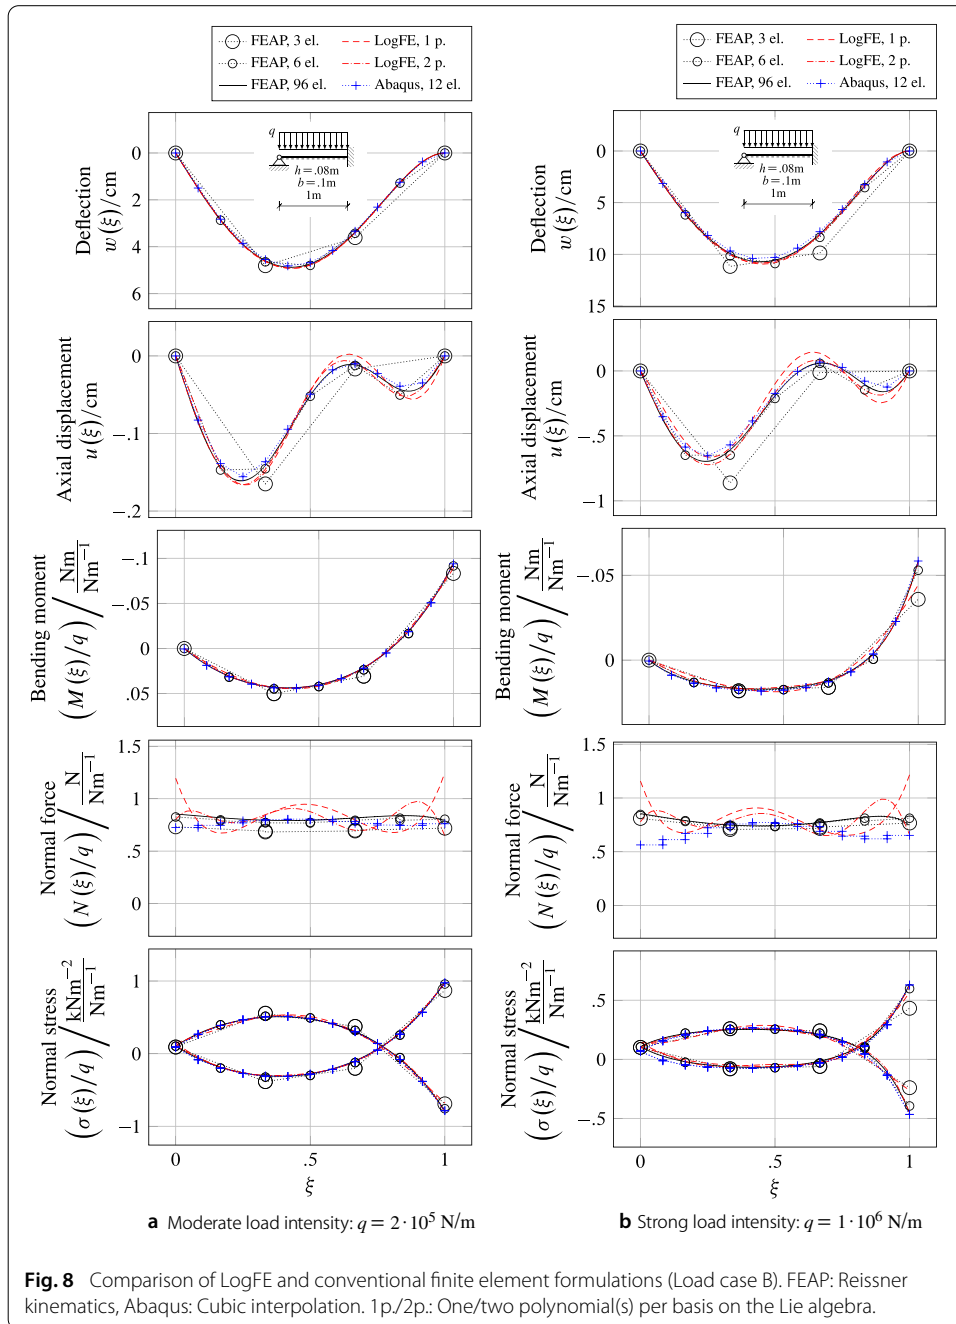 FEAP, 3 el. LogFE, 1 p.
FEAP, 6 el. LogFE, 2 p.
FEAP, 96 el. Abaqus, 12 el.
Deflection
w(ξ)/cm
0
2
4
6
q
h = .08m
b = .1m
1m
Axial displacement
u(ξ)/cm
0
−.1
−.2
Bending moment
(M(ξ)/q) / Nm/Nm⁻¹
−.1
−.05
0
.05
Normal force
(N(ξ)/q) / N/Nm⁻¹
1.5
1
.5
0
Normal stress
(σ(ξ)/q) / kNm⁻²/Nm⁻¹
1
0
−1
0 .5 1
ξ
a Moderate load intensity: q = 2 · 10⁵ N/m
FEAP, 3 el. LogFE, 1 p.
FEAP, 6 el. LogFE, 2 p.
FEAP, 96 el. Abaqus, 12 el.
Deflection
w(ξ)/cm
0
5
10
15
q
h = .08m
b = .1m
1m
Axial displacement
u(ξ)/cm
0
−.5
−1
Bending moment
(M(ξ)/q) / Nm/Nm⁻¹
−.05
0
Normal force
(N(ξ)/q) / N/Nm⁻¹
1.5
1
.5
0
Normal stress
(σ(ξ)/q) / kNm⁻²/Nm⁻¹
.5
0
−.5
0 .5 1
ξ
b Strong load intensity: q = 1 · 10⁶ N/m
Fig. 8 Comparison of LogFE and conventional finite element formulations (Load case B). FEAP: Reissner
kinematics, Abaqus: Cubic interpolation. 1p./2p.: One/two polynomial(s) per basis on the Lie algebra.